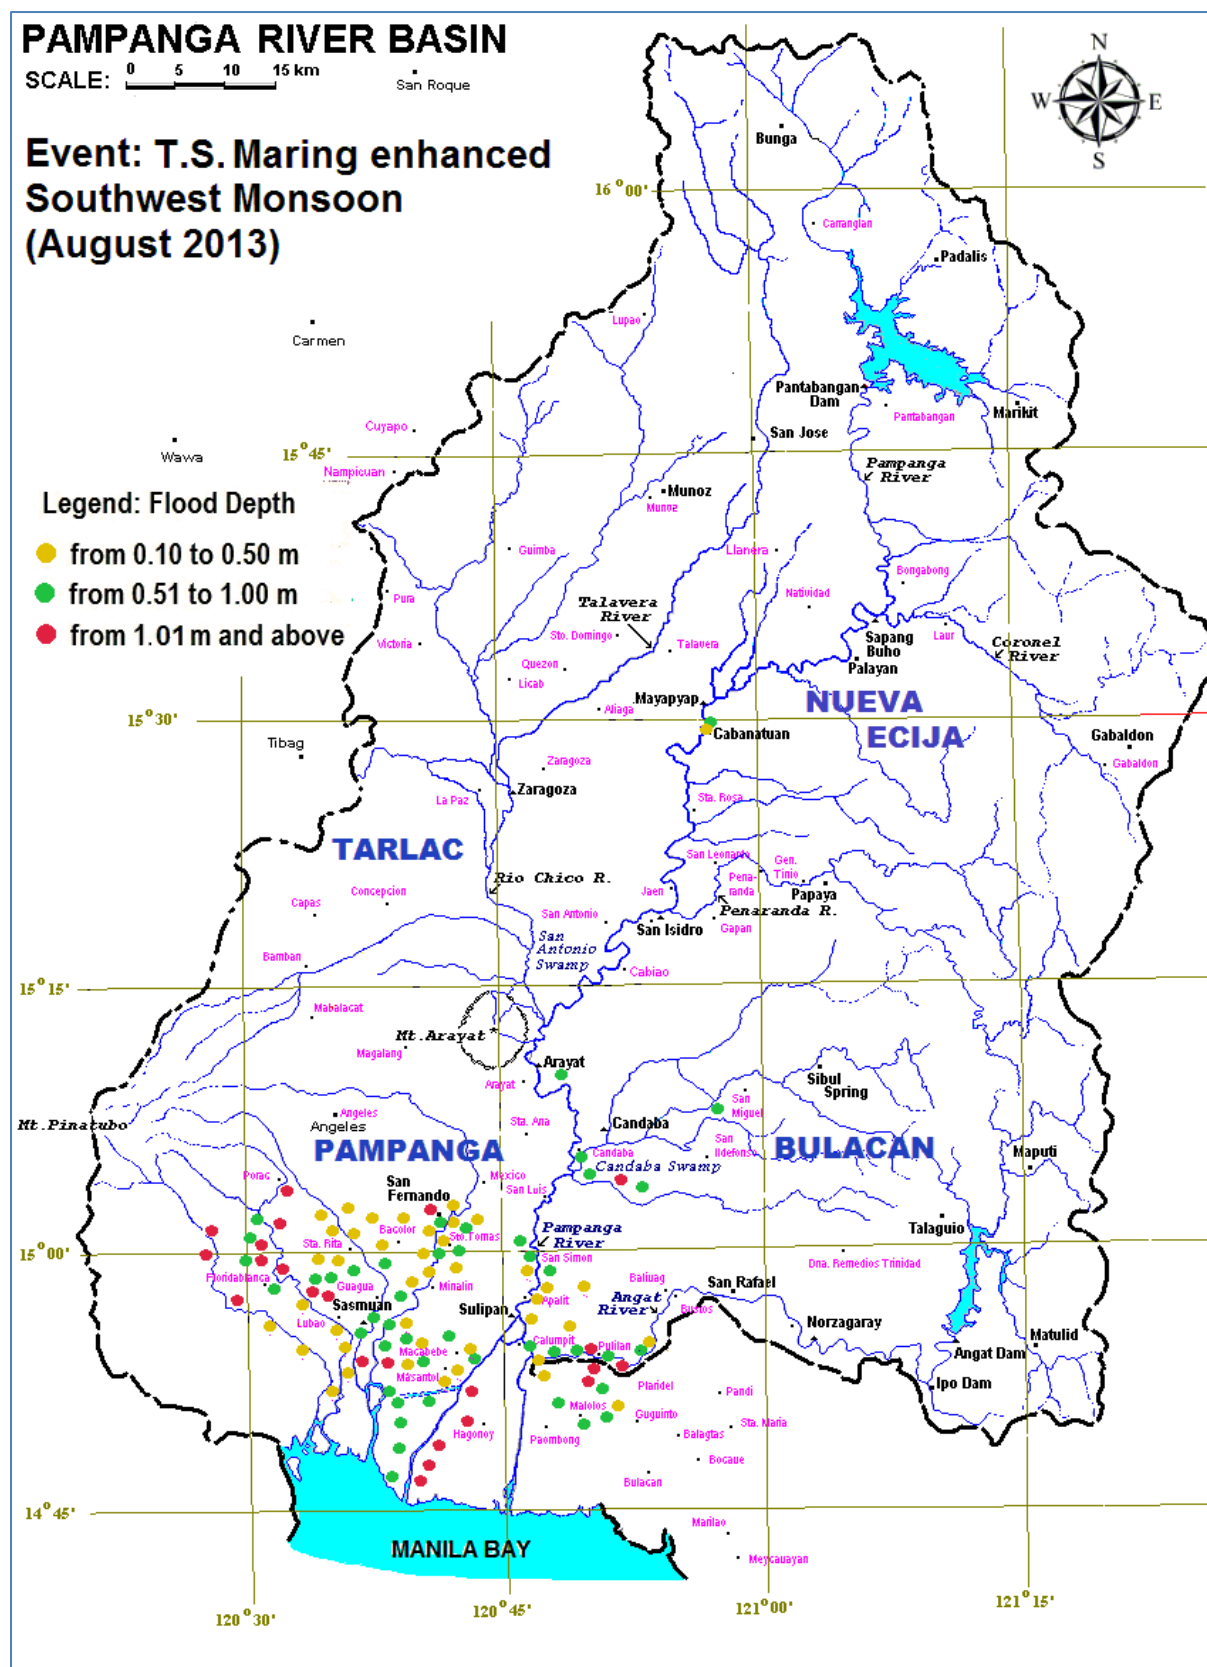 PAMPANGA RIVER BASIN
SCALE: 0 5 10 15 km
San Roque
N
W E
S
Event: T.S. Maring enhanced
Southwest Monsoon
(August 2013)
Bunga
16°00'
Carranglan
Padalis
Lupao
Carmen
Pantabangan
Dam
Pantabangan
Marikit
Cuyapo
San Jose
Wawa
15°45'
Nampicuan
Pampanga
River
Munoz
Munoz
Legend: Flood Depth
from 0.10 to 0.50 m
from 0.51 to 1.00 m
from 1.01 m and above
Guimba
Llanera
Bongabong
Pura
Talavera
River
Natividad
Victoria
Sto. Domingo
Talavera
Sapang
Buho
Laur
Coronel
River
Quezon
Licab
Palayan
Mayapyap
NUEVA
ECIJA
Aliaga
15°30'
Cabanatuan
Tibag
Gabaldon
Gabaldon
Zaragoza
La Paz
Zaragoza
Sta. Rosa
TARLAC
San Leonardo
Gen.
Tinio
Rio Chico R.
Pena-
randa
Papaya
Concepcion
Capas
Jaen
San Antonio
San Isidro
Penaranda R.
Gapan
San
Antonio
Swamp
Bamban
Cabiao
15°15'
Mabalacat
Mt.Arayat
Magalang
Arayat
Arayat
Sibul
Spring
San
Miguel
Angeles
Angeles
Mt.Pinatubo
Sta. Ana
Candaba
PAMPANGA
BULACAN
San
Ildefonso
Candaba
Candaba Swamp
Maputi
Porac
Mexico
San
Fernando
San Luis
Talaguio
Bacolor
Sto.Tomas
Pampanga
River
Sta. Rita
15°00'
San Simon
Dna. Remedios Trinidad
Floridablanca
Guagua
Minalin
Baliuag
San Rafael
Sasmuan
Sulipan
Apalit
Angat
River
Bustos
Lubao
Norzagaray
Calumpit
Pulilan
Macabebe
Angat Dam
Matulid
Masantol
Plaridel
Pandi
Ipo Dam
Malolos
Guguinto
Sta. Maria
Hagonoy
Paombong
Balagtas
Bocaue
Bulacan
14°45'
Marilao
MANILA BAY
Meycauayan
120°30'
120°45'
121°00'
121°15'